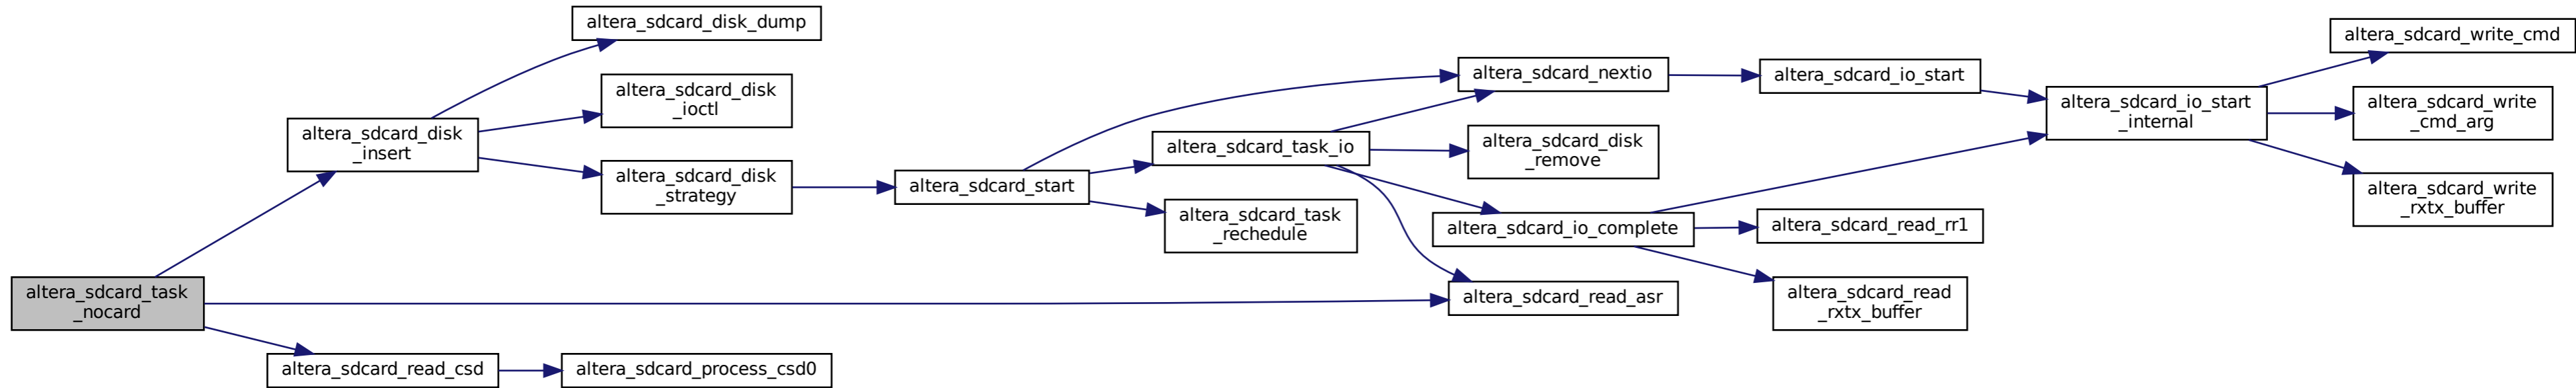 altera_sdcard_task
_nocard
altera_sdcard_disk
_insert
altera_sdcard_read_csd
altera_sdcard_disk_dump
altera_sdcard_disk
_ioctl
altera_sdcard_disk
_strategy
altera_sdcard_process_csd0
altera_sdcard_start
altera_sdcard_task_io
altera_sdcard_task
_rechedule
altera_sdcard_nextio
altera_sdcard_disk
_remove
altera_sdcard_io_complete
altera_sdcard_read_asr
altera_sdcard_io_start
altera_sdcard_read_rr1
altera_sdcard_read
_rxtx_buffer
altera_sdcard_io_start
_internal
altera_sdcard_write_cmd
altera_sdcard_write
_cmd_arg
altera_sdcard_write
_rxtx_buffer